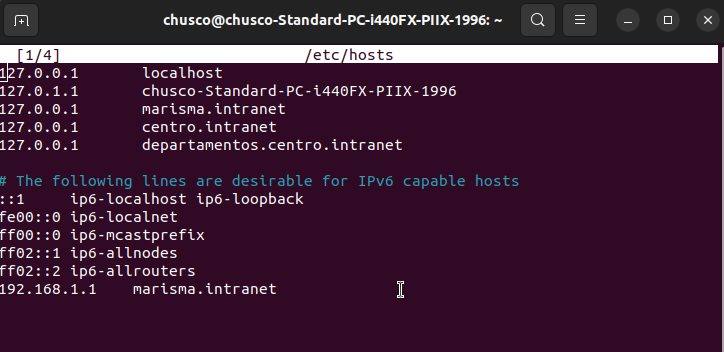 chusco@chusco-Standard-PC-i440FX-PIIX-1996: ~
[1/4] /etc/hosts
127.0.0.1 localhost
127.0.1.1 chusco-Standard-PC-i440FX-PIIX-1996
127.0.0.1 marisma.intranet
127.0.0.1 centro.intranet
127.0.0.1 departamentos.centro.intranet
# The following lines are desirable for IPv6 capable hosts
::1 ip6-localhost ip6-loopback
fe00::0 ip6-localnet
ff00::0 ip6-mcastprefix
ff02::1 ip6-allnodes
ff02::2 ip6-allrouters
192.168.1.1 marisma.intranet